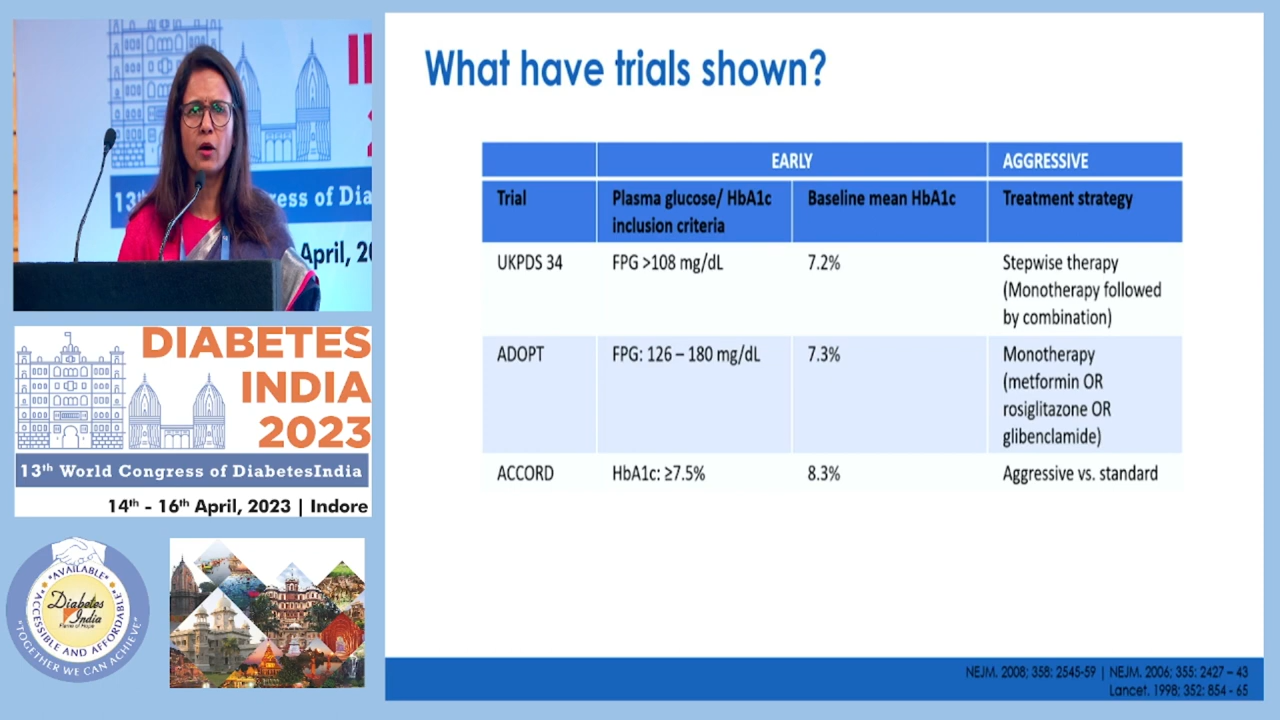 What have trials shown?
EARLY
AGGRESSIVE
Trial
Plasma glucose/ HbA1c
inclusion criteria
Baseline mean HbA1c
Treatment strategy
UKPDS 34
FPG >108 mg/dL
7.2%
Stepwise therapy
(Monotherapy followed
by combination)
ADOPT
FPG: 126 – 180 mg/dL
7.3%
Monotherapy
(metformin OR
rosiglitazone OR
glibenclamide)
ACCORD
HbA1c: ≥7.5%
8.3%
Aggressive vs. standard
NEJM. 2008; 358: 2545-59 | NEJM. 2006; 355: 2427 – 43
Lancet. 1998; 352: 854 - 65
13th
ess of Dia
April, 20
DIABETES
INDIA
2023
13th World Congress of DiabetesIndia
14th - 16th April, 2023 | Indore
"AVAILABLE"
"ACCESSIBLE AND AFFORDABLE"
Diabetes
India
"TOGETHER WE CAN ACHIEVE"